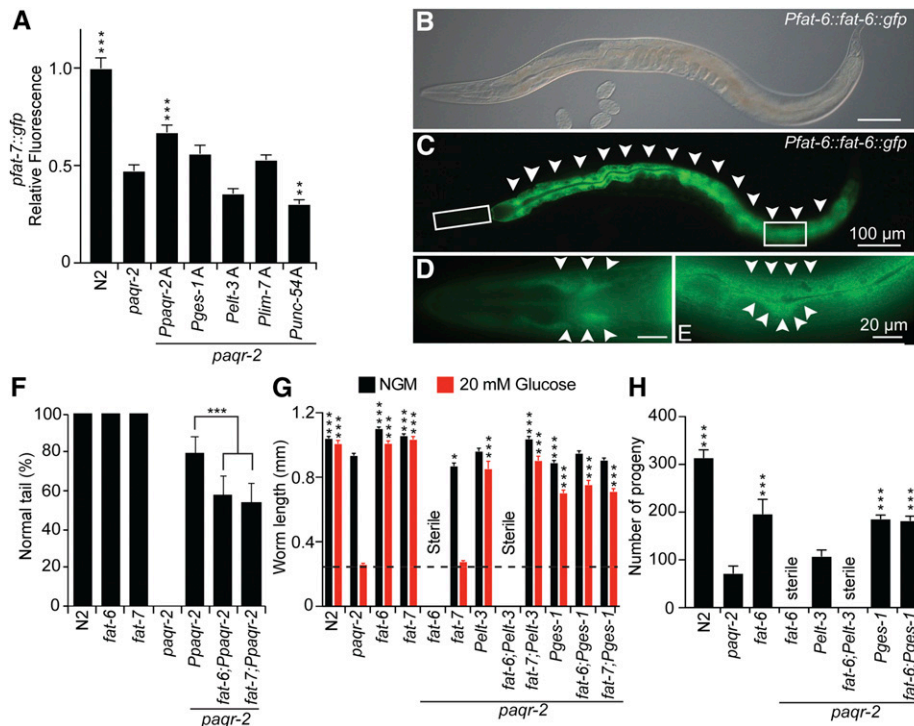 A
pfat-7::gfp
Relative Fluorescence
1.0
0.5
0
***
***
**
N2
paqr-2
Ppaqr-2A
Pges-1A
Pelt-3A
Plim-7A
Punc-54A
paqr-2
B
Pfat-6::fat-6::gfp
C
Pfat-6::fat-6::gfp
100 µm
D
E
20 µm
F
Normal tail (%)
100
80
60
40
20
0
***
N2
fat-6
fat-7
paqr-2
Ppaqr-2
fat-6;Ppaqr-2
fat-7;Ppaqr-2
paqr-2
G
NGM
20 mM Glucose
Worm length (mm)
1.2
0.8
0.4
0
***
***
***
***
***
***
Sterile
*
***
Sterile
***
***
***
***
***
***
N2
paqr-2
fat-6
fat-7
fat-6
fat-7
Pelt-3
fat-6;Pelt-3
fat-7;Pelt-3
Pges-1
fat-6;Pges-1
fat-7;Pges-1
paqr-2
H
Number of progeny
400
300
200
100
0
***
***
sterile
sterile
***
***
N2
paqr-2
fat-6
fat-6
Pelt-3
fat-6;Pelt-3
Pges-1
fat-6;Pges-1
paqr-2